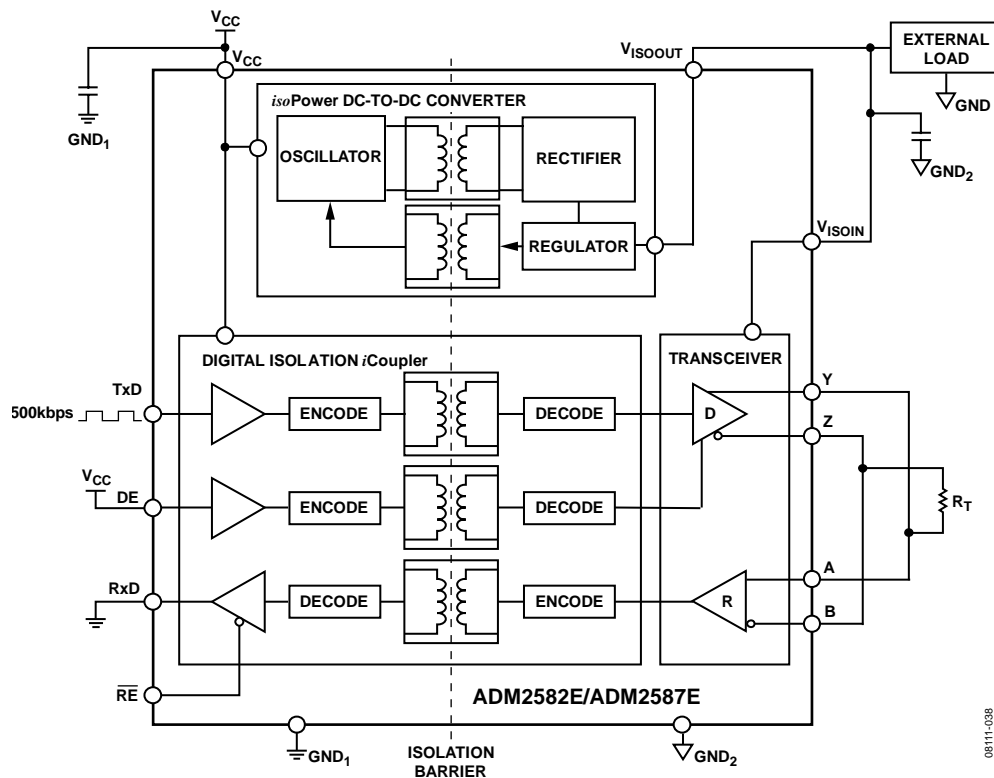 VCC
VCC
GND1
VISOOUT
EXTERNAL
LOAD
GND
GND2
isoPower DC-TO-DC CONVERTER
OSCILLATOR
RECTIFIER
REGULATOR
VISOIN
DIGITAL ISOLATION iCoupler
TRANSCEIVER
TxD
500kbps
ENCODE
DECODE
D
Y
Z
VCC
DE
ENCODE
DECODE
RT
RxD
DECODE
ENCODE
R
A
B
RE
ADM2582E/ADM2587E
GND1
ISOLATION
BARRIER
GND2
08111-038